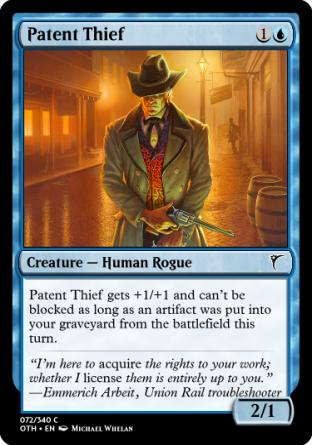 Patent Thief 1
Creature — Human Rogue
Patent Thief gets +1/+1 and can't be
blocked as long as an artifact was put into
your graveyard from the battlefield this
turn.
"I'm here to acquire the rights to your work;
whether I license them is entirely up to you."
—Emmerich Arbeit, Union Rail troubleshooter
2/1
072/340 C
OTH • EN Michael Whelan